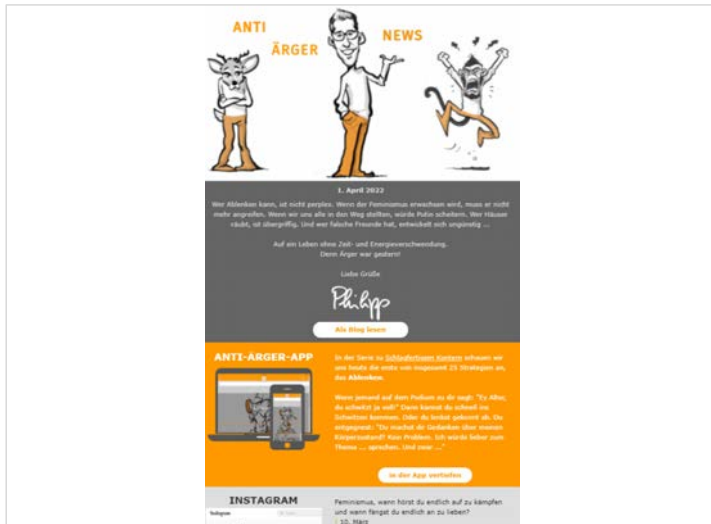 ANTI
ÄRGER
NEWS
1. April 2022
Wer Ablenken kann, ist nicht perplex. Wenn der Feminismus erwachsen wird, muss er nicht
mehr angreifen. Wenn wir uns alle in den Weg stellten, würde Putin scheitern. Wer Häuser
räubt, ist übergriffig. Und wer falsche Freunde hat, entwickelt sich ungünstig ...
Auf ein Leben ohne Zeit- und Energieverschwendung.
Denn Ärger war gestern!
Liebe Grüße
Philipp
Als Blog lesen
ANTI-ÄRGER-APP
In der Serie zu Schlagfertigem Kontern schauen wir
uns heute die erste von insgesamt 25 Strategien an,
das Ablenken.
Wenn jemand auf dem Podium zu dir sagt: "Ey Alter,
du schwitzt ja voll!" Dann kannst du schnell ins
Schwitzen kommen. Oder du lenkst gekonnt ab. Du
entgegnest: "Du machst dir Gedanken über meinen
Körperzustand? Kein Problem. Ich würde lieber zum
Thema ... sprechen. Und zwar ..."
in der App vertiefen
INSTAGRAM
Instagram
Feminismus, wann hörst du endlich auf zu kämpfen
und wann fängst du endlich an zu lieben?
10. März